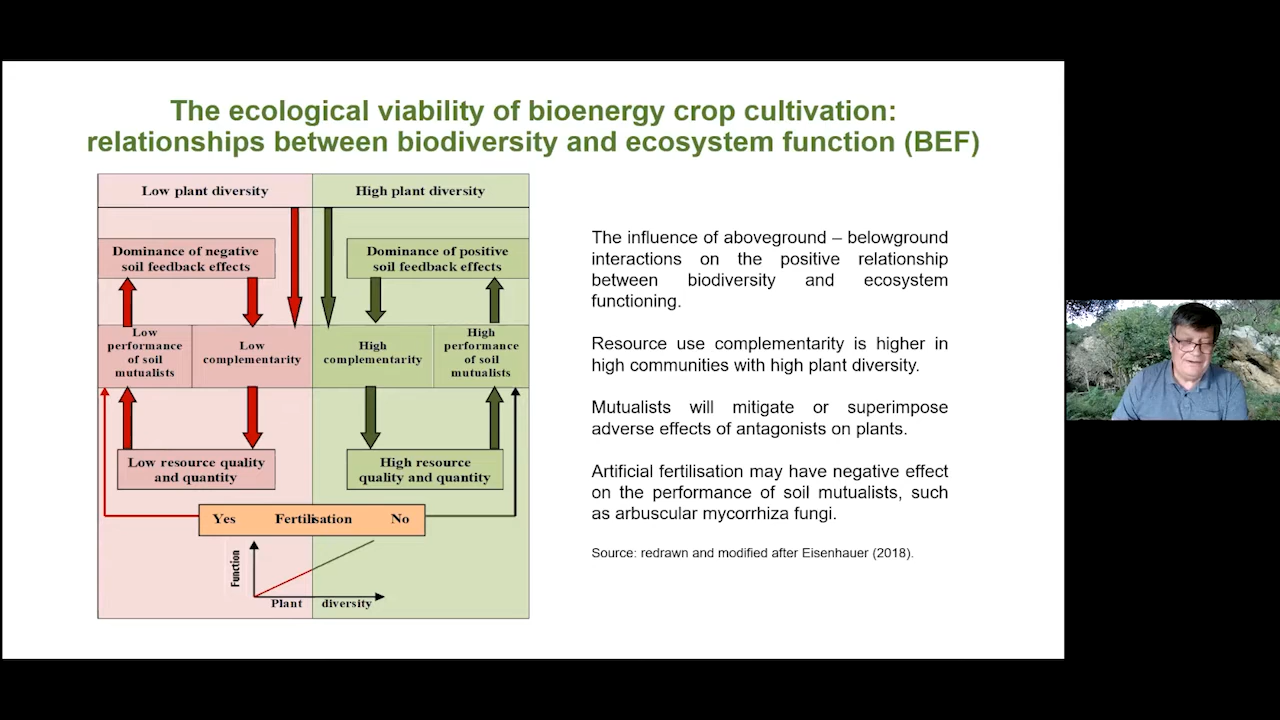 The ecological viability of bioenergy crop cultivation:
relationships between biodiversity and ecosystem function (BEF)
Low plant diversity
High plant diversity
Dominance of negative
soil feedback effects
Dominance of positive
soil feedback effects
Low
performance
of soil
mutualists
Low
complementarity
High
complementarity
High
performance
of soil
mutualists
Low resource quality
and quantity
High resource
quality and quantity
Yes Fertilisation No
Function
Plant diversity
The influence of aboveground – belowground
interactions on the positive relationship
between biodiversity and ecosystem
functioning.
Resource use complementarity is higher in
high communities with high plant diversity.
Mutualists will mitigate or superimpose
adverse effects of antagonists on plants.
Artificial fertilisation may have negative effect
on the performance of soil mutualists, such
as arbuscular mycorrhiza fungi.
Source: redrawn and modified after Eisenhauer (2018).